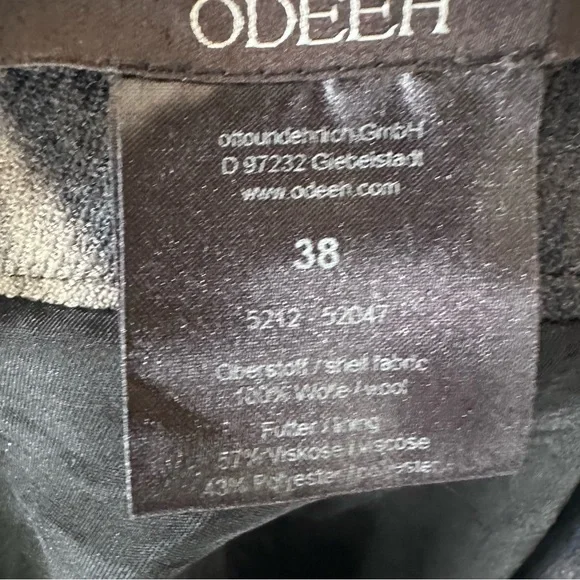 ODEEH
ottoundehrlich.GmbH
D 97232 Giebelstadt
www.odeeh.com
38
5212 - 52047
Oberstoff / shell fabric
100% Wolle / wool
Futter / lining
57% Viskose / viscose
43% Polyester / polyester